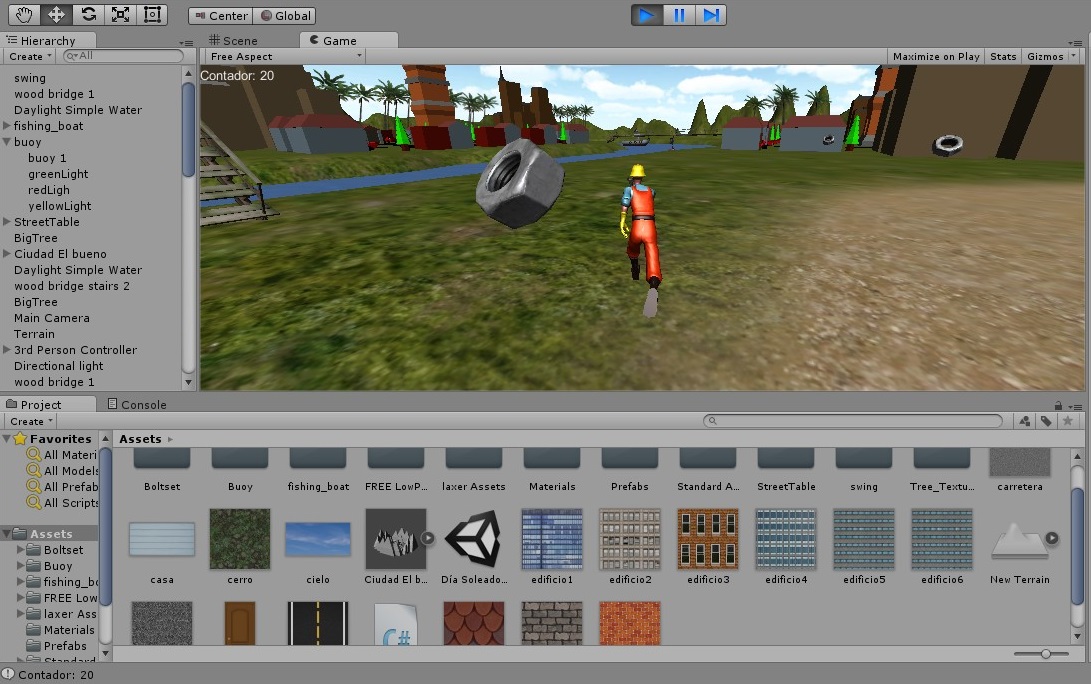 Center Global
Hierarchy
Create All
swing
wood bridge 1
Daylight Simple Water
fishing_boat
buoy
buoy 1
greenLight
redLigh
yellowLight
StreetTable
BigTree
Ciudad El bueno
Daylight Simple Water
wood bridge stairs 2
BigTree
Main Camera
Terrain
3rd Person Controller
Directional light
wood bridge 1
Scene Game
Free Aspect Maximize on Play Stats Gizmos
Contador: 20
Project Console
Create
Favorites
All Materi
All Models
All Prefab
All Scripts
Assets
Boltset
Buoy
fishing_bo
FREE Low
laxer Ass
Materials
Prefabs
Standard
Assets
Boltset Buoy fishing_boat FREE LowP... laxer Assets Materials Prefabs Standard A... StreetTable swing Tree_Textu... carretera
casa cerro cielo Ciudad El b... Día Soleado... edificio1 edificio2 edificio3 edificio4 edificio5 edificio6 New Terrain
C#
Contador: 20